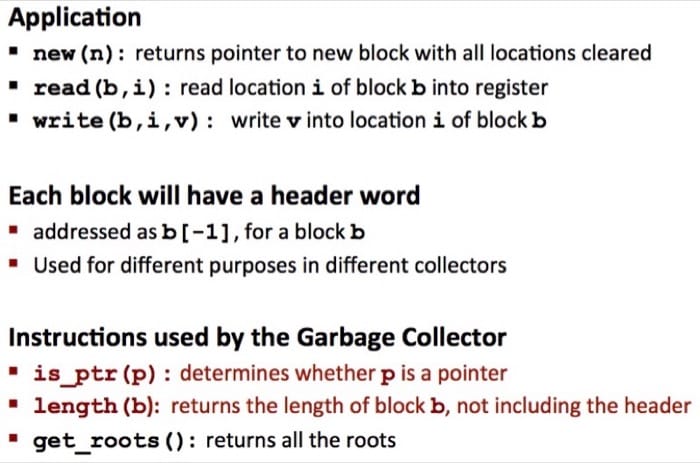 Application
▪ new(n): returns pointer to new block with all locations cleared
▪ read(b,i): read location i of block b into register
▪ write(b,i,v): write v into location i of block b
Each block will have a header word
▪ addressed as b[-1], for a block b
▪ Used for different purposes in different collectors
Instructions used by the Garbage Collector
▪ is_ptr(p): determines whether p is a pointer
▪ length(b): returns the length of block b, not including the header
▪ get_roots(): returns all the roots